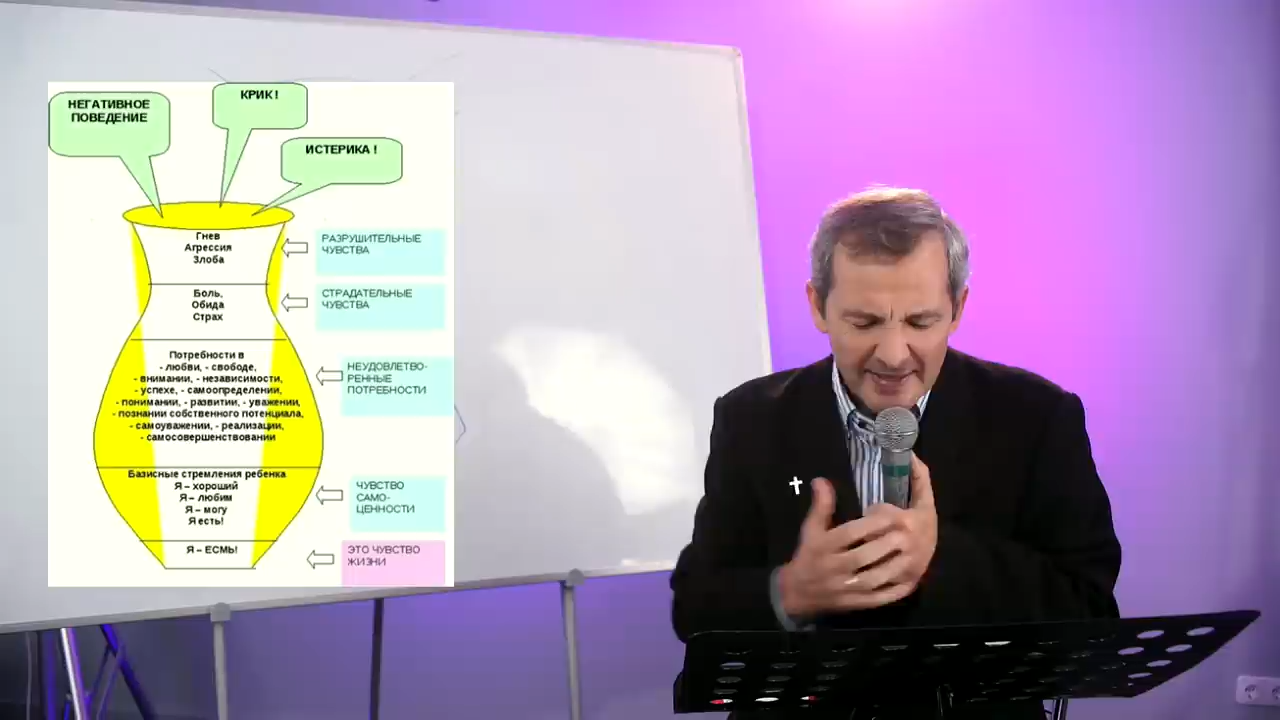 НЕГАТИВНОЕ
ПОВЕДЕНИЕ
КРИК !
ИСТЕРИКА !
Гнев
Агрессия
Злоба
РАЗРУШИТЕЛЬНЫЕ
ЧУВСТВА
Боль,
Обида
Страх
СТРАДАТЕЛЬНЫЕ
ЧУВСТВА
Потребности в
- любви, - свободе,
- внимании, - независимости,
- успехе, - самоопределении,
- понимании, - развитии, - уважении,
- познании собственного потенциала,
- самоуважении, - реализации,
- самосовершенствовании
НЕУДОВЛЕТВО-
РЕННЫЕ
ПОТРЕБНОСТИ
Базисные стремления ребенка
Я – хороший
Я – любим
Я – могу
Я есть!
ЧУВСТВО
САМО-
ЦЕННОСТИ
Я – ЕСМЬ!
ЭТО ЧУВСТВО
ЖИЗНИ